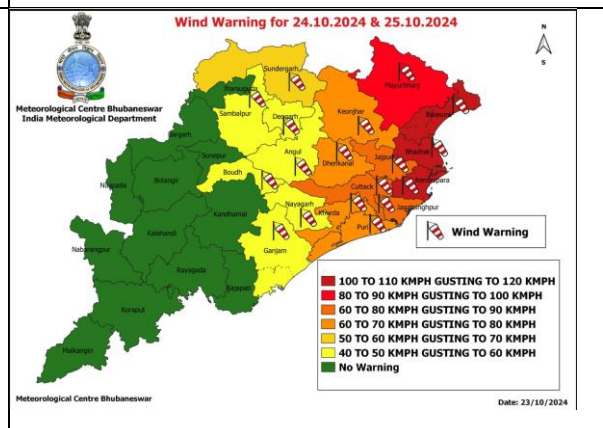 Wind Warning for 24.10.2024 & 25.10.2024
N
S
Meteorological Centre Bhubaneswar
India Meteorological Department
Sundergarh
Jharsuguda
Mayurbhanj
Balasore
Sambalpur
Deogarh
Keonjhar
Bargarh
Bhadrak
Sonepur
Angul
Dhenkanal
Jajpur
Kendrapara
Nuapada
Bolangir
Boudh
Cuttack
Jagatsinghpur
Nayagarh
Khurda
Kandhamal
Puri
Kalahandi
Ganjam
Nabarangpur
Rayagada
Gajapati
Koraput
Malkangiri
Wind Warning
100 TO 110 KMPH GUSTING TO 120 KMPH
80 TO 90 KMPH GUSTING TO 100 KMPH
60 TO 80 KMPH GUSTING TO 90 KMPH
60 TO 70 KMPH GUSTING TO 80 KMPH
50 TO 60 KMPH GUSTING TO 70 KMPH
40 TO 50 KMPH GUSTING TO 60 KMPH
No Warning
Meteorological Centre Bhubaneswar
Date: 23/10/2024